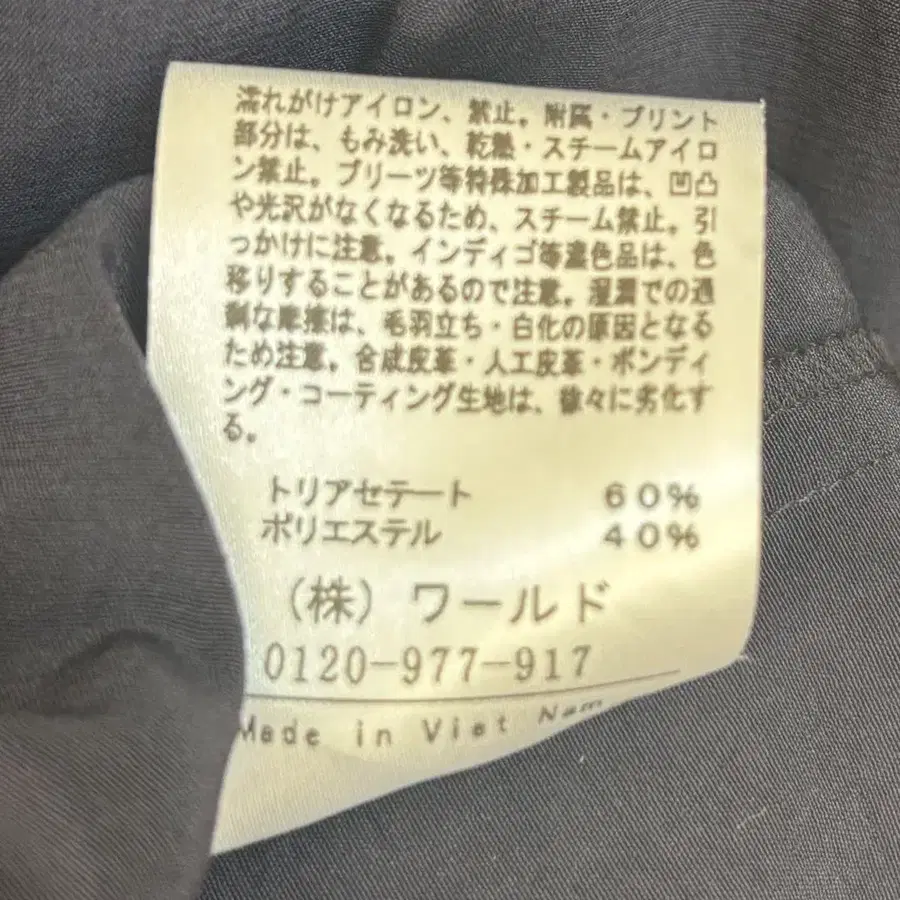 濡れがけアイロン、禁止。附属・プリント
部分は、もみ洗い、乾熱・スチームアイロ
ン禁止。プリーツ等特殊加工製品は、凹凸
や光沢がなくなるため、スチーム禁止。引
っかけに注意。インディゴ等濃色品は、色
移りすることがあるので注意。湿潤での過
剰な摩擦は、毛羽立ち・白化の原因となる
ため注意。合成皮革・人工皮革・ボンディ
ング・コーティング生地は、徐々に劣化す
る。
トリアセテート 60%
ポリエステル 40%
(株)ワールド
0120-977-917
Made in Viet Nam